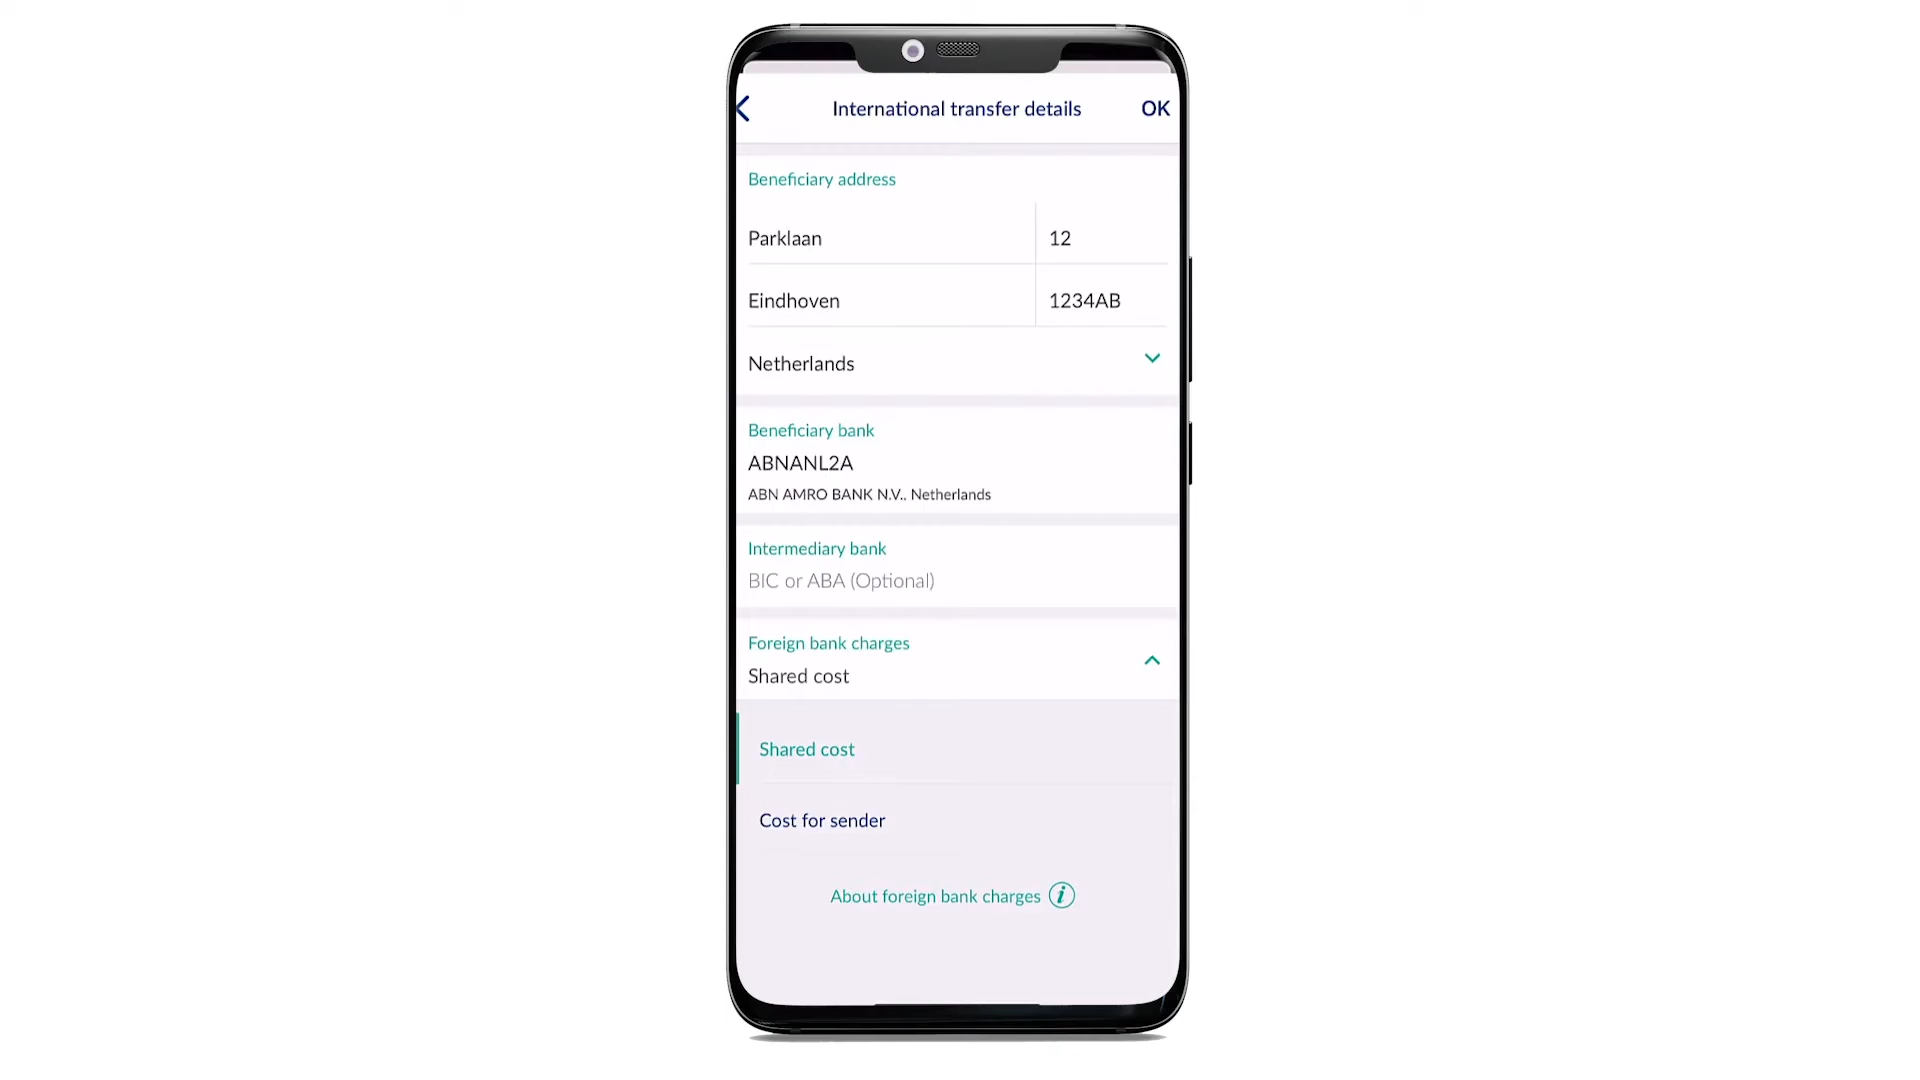 International transfer details OK
Beneficiary address
Parklaan 12
Eindhoven 1234AB
Netherlands
Beneficiary bank
ABNANL2A
ABN AMRO BANK N.V.. Netherlands
Intermediary bank
BIC or ABA (Optional)
Foreign bank charges
Shared cost
Shared cost
Cost for sender
About foreign bank charges i